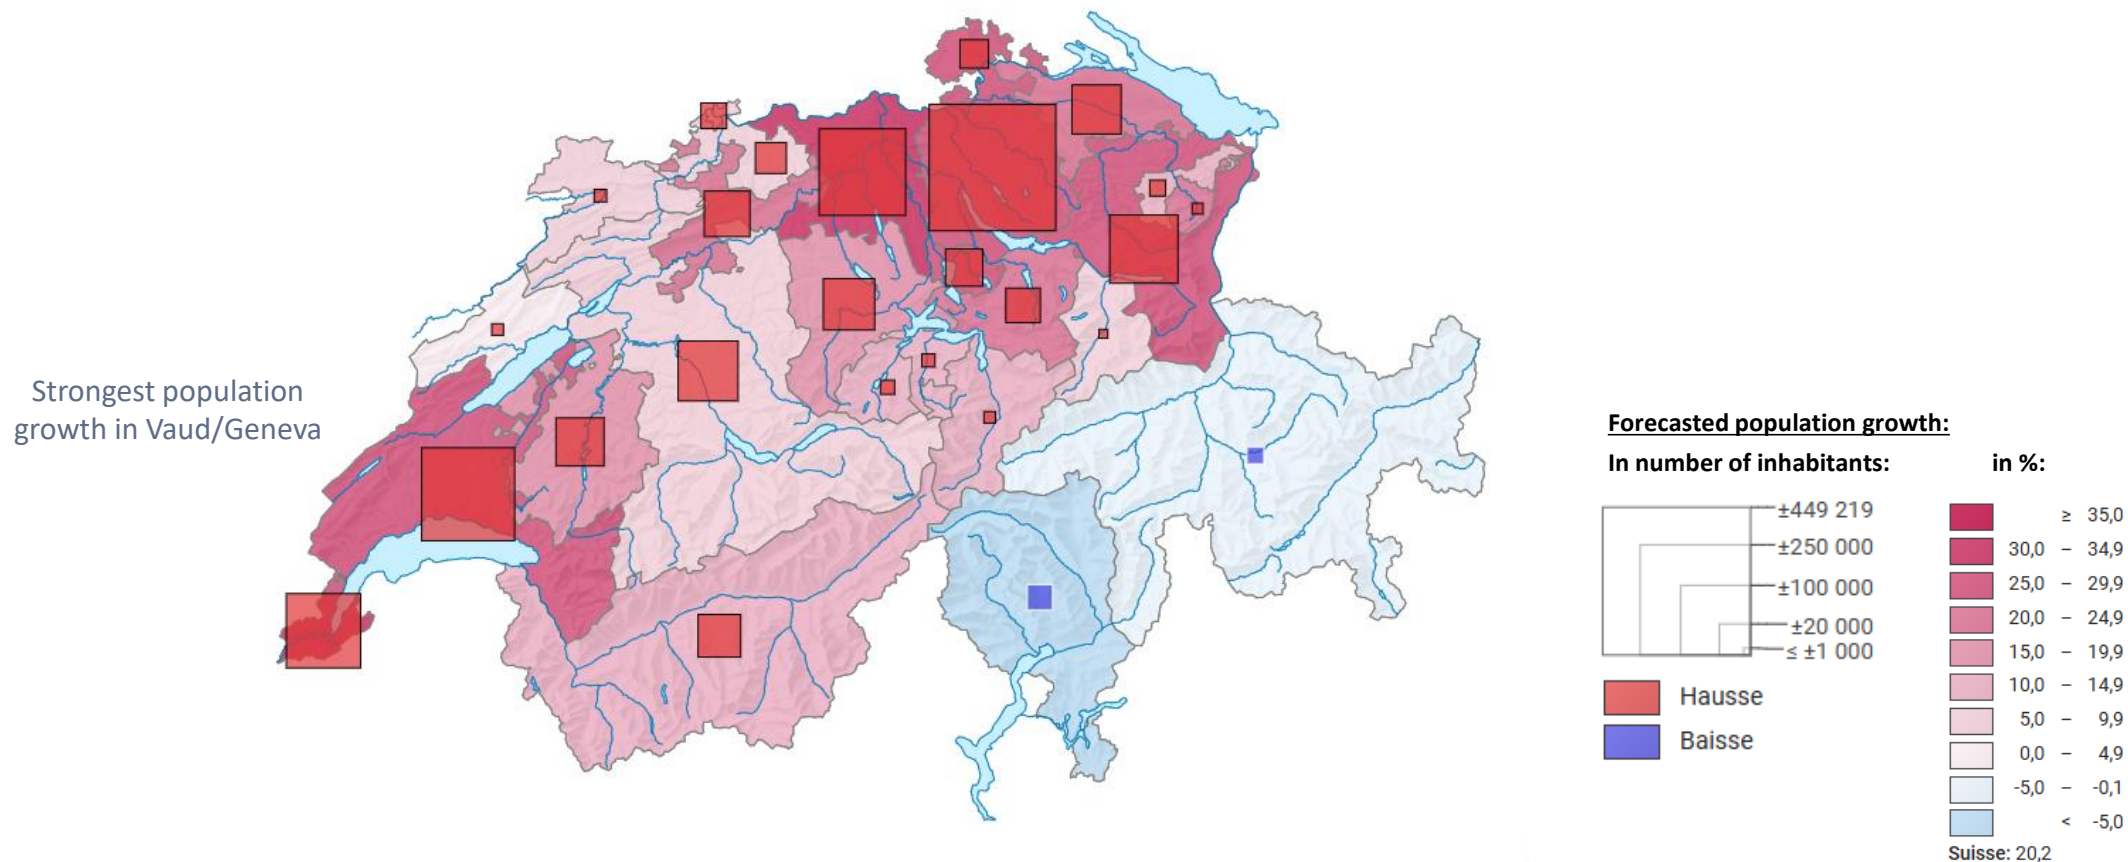 Strongest population
growth in Vaud/Geneva
Forecasted population growth:
In number of inhabitants:
in %:
±449 219
±250 000
±100 000
±20 000
≤ ±1 000
Hausse
Baisse
≥ 35,0
30,0 – 34,9
25,0 – 29,9
20,0 – 24,9
15,0 – 19,9
10,0 – 14,9
5,0 – 9,9
0,0 – 4,9
-5,0 – -0,1
< -5,0
Suisse: 20,2